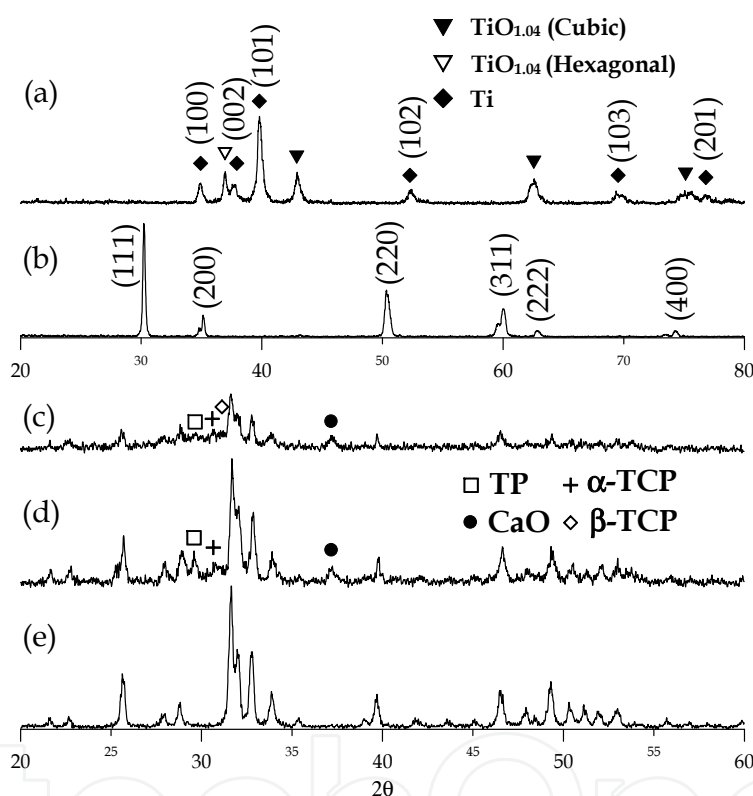 ▼ TiO1.04 (Cubic)
▽ TiO1.04 (Hexagonal)
◆ Ti
(a)
(100)
(002)
(101)
(102)
(103)
(201)
(b)
(111)
(200)
(220)
(311)
(222)
(400)
20 30 40 50 60 70 80
(c)
□ TP + α-TCP
● CaO ◇ β-TCP
(d)
(e)
20 25 30 35 40 45 50 55 60
2θ